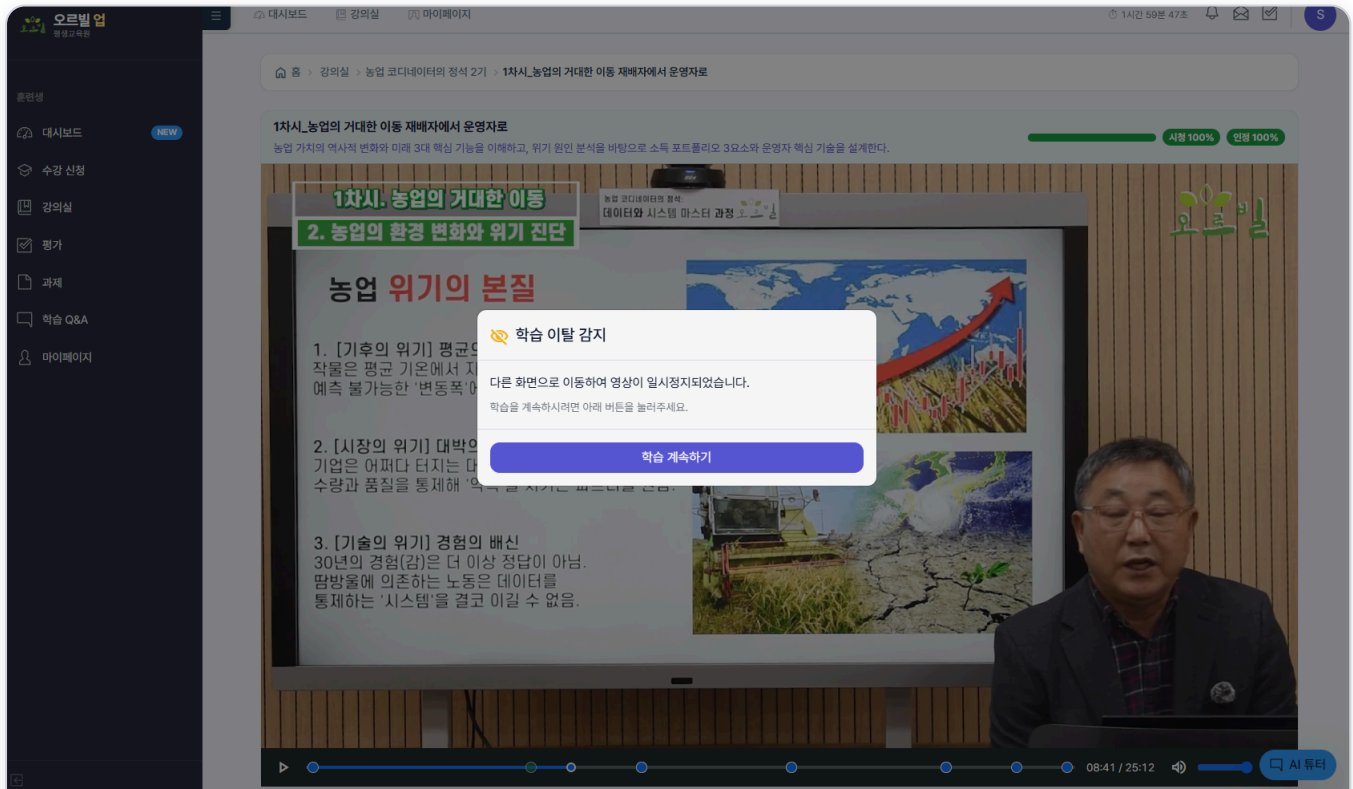 오르빌 업
평생교육원
대시보드
강의실
마이페이지
1시간 59분 47초
S
훈련생
대시보드
NEW
수강 신청
강의실
평가
과제
학습 Q&A
마이페이지
홈 > 강의실 > 농업 코디네이터의 정석 2기 > 1차시_농업의 거대한 이동 재배자에서 운영자로
1차시_농업의 거대한 이동 재배자에서 운영자로
시청 100%
인정 100%
농업 가치의 역사적 변화와 미래 3대 핵심 기능을 이해하고, 위기 원인 분석을 바탕으로 소득 포트폴리오 3요소와 운영자 핵심 기술을 설계한다.
1차시. 농업의 거대한 이동
2. 농업의 환경 변화와 위기 진단
농업 코디네이터의 정석:
데이터와 시스템 마스터 과정
오르빌
오르빌
농업 위기의 본질
1. [기후의 위기] 평균의
작물은 평균 기온에서 자
예측 불가능한 '변동폭'에
2. [시장의 위기] 대박의
기업은 어쩌다 터지는 대
수량과 품질을 통제해
3. [기술의 위기] 경험의 배신
30년의 경험(감)은 더 이상 정답이 아님.
땀방울에 의존하는 노동은 데이터를
통제하는 '시스템'을 결코 이길 수 없음.
학습 이탈 감지
다른 화면으로 이동하여 영상이 일시정지되었습니다.
학습을 계속하시려면 아래 버튼을 눌러주세요.
학습 계속하기
08:41 / 25:12
AI 튜터